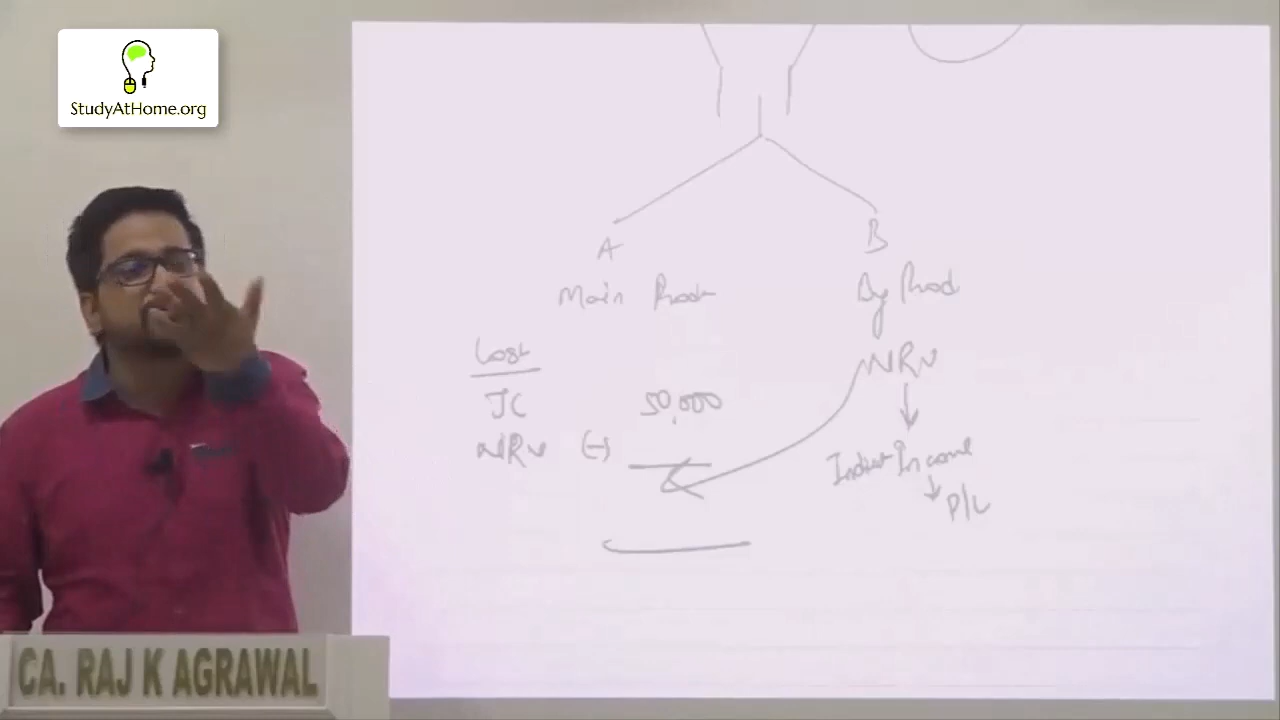 StudyAtHome.org
A B
Main Prod By Prod
Cost NRV
JC 50,000
NRV (-) Indirect Income
P/L
CA. RAJ K AGRAWAL